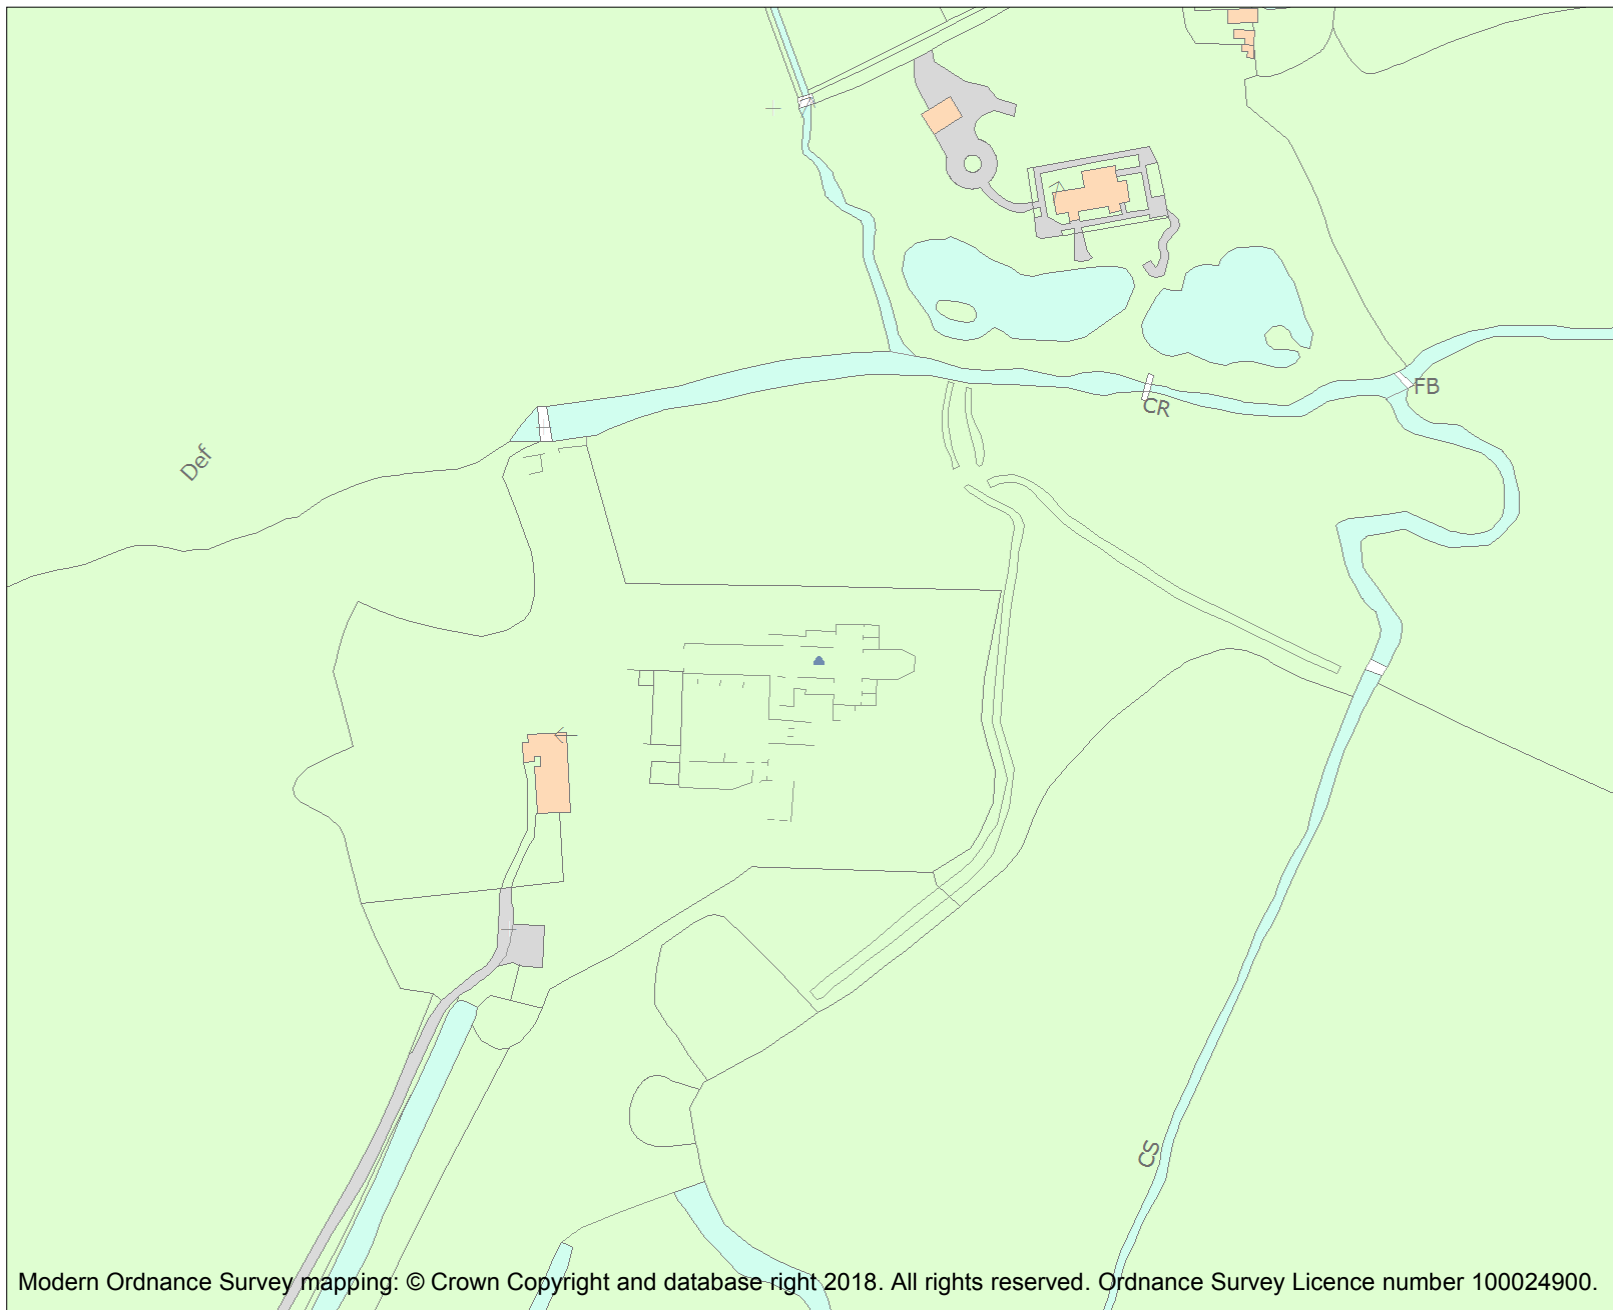 FB
CR
Def
CS
Modern Ordnance Survey mapping: © Crown Copyright and database right 2018. All rights reserved. Ordnance Survey Licence number 100024900.